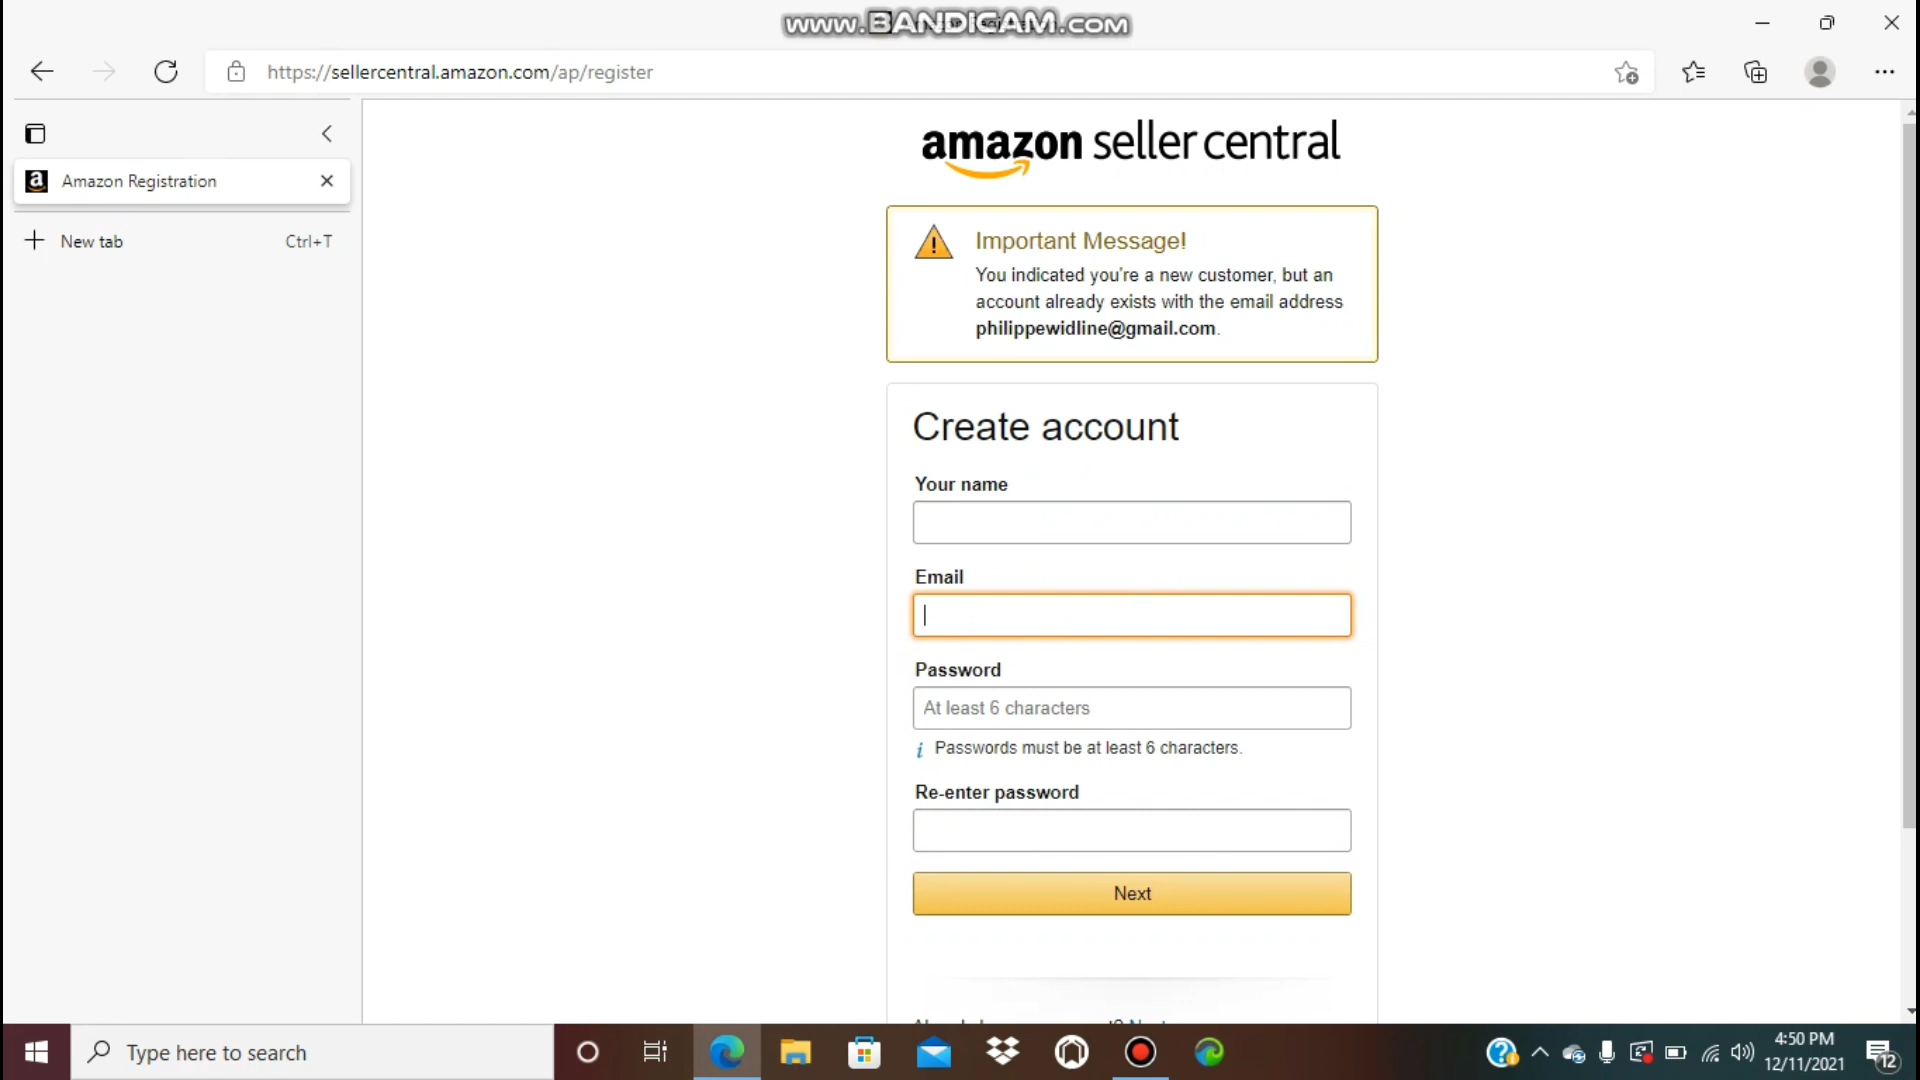 www.BANDICAM.com
https://sellercentral.amazon.com/ap/register
Amazon Registration
New tab Ctrl+T
amazon seller central
Important Message!
You indicated you're a new customer, but an
account already exists with the email address
philippewidline@gmail.com.
Create account
Your name
Email
Password
At least 6 characters
i Passwords must be at least 6 characters.
Re-enter password
Next
Type here to search
4:50 PM
12/11/2021
12